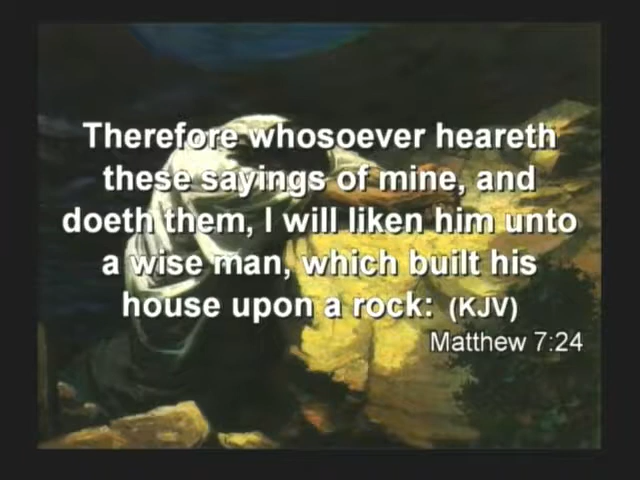 Therefore whosoever heareth
these sayings of mine, and
doeth them, I will liken him unto
a wise man, which built his
house upon a rock: (KJV)
Matthew 7:24